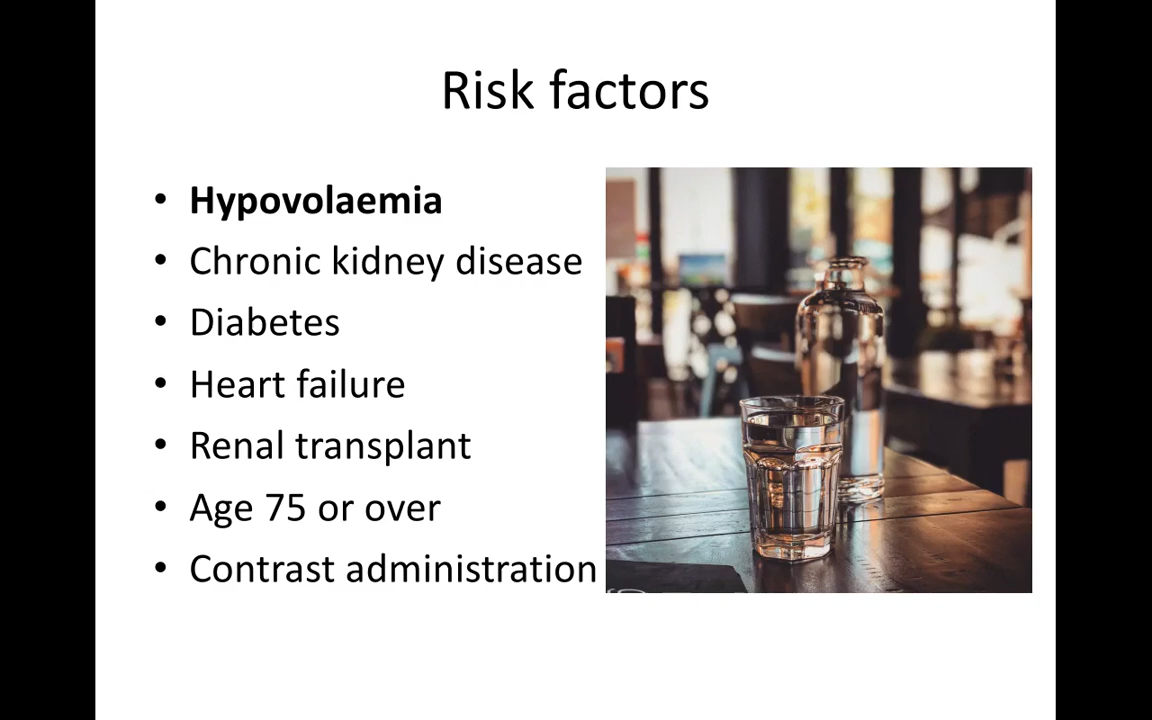 Risk factors
• Hypovolaemia
• Chronic kidney disease
• Diabetes
• Heart failure
• Renal transplant
• Age 75 or over
• Contrast administration